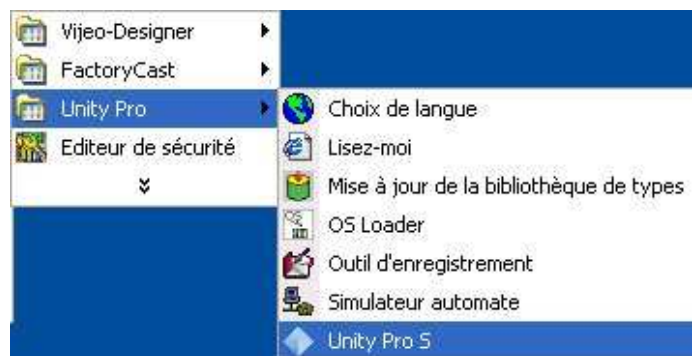 Vijeo-Designer
FactoryCast
Unity Pro
Editeur de sécurité
Choix de langue
Lisez-moi
Mise à jour de la bibliothèque de types
OS Loader
Outil d'enregistrement
Simulateur automate
Unity Pro S